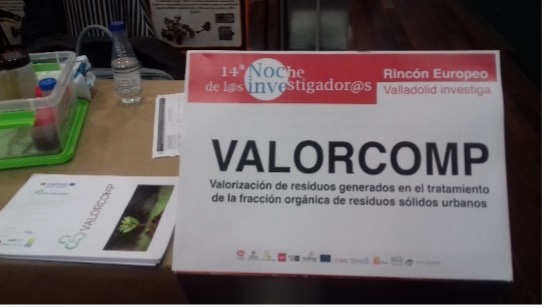 14ª Noche
de l@s investigador@s
Rincón Europeo
Valladolid investiga
VALORCOMP
Valorización de residuos generados en el tratamiento
de la fracción orgánica de residuos sólidos urbanos
VALORCOMP